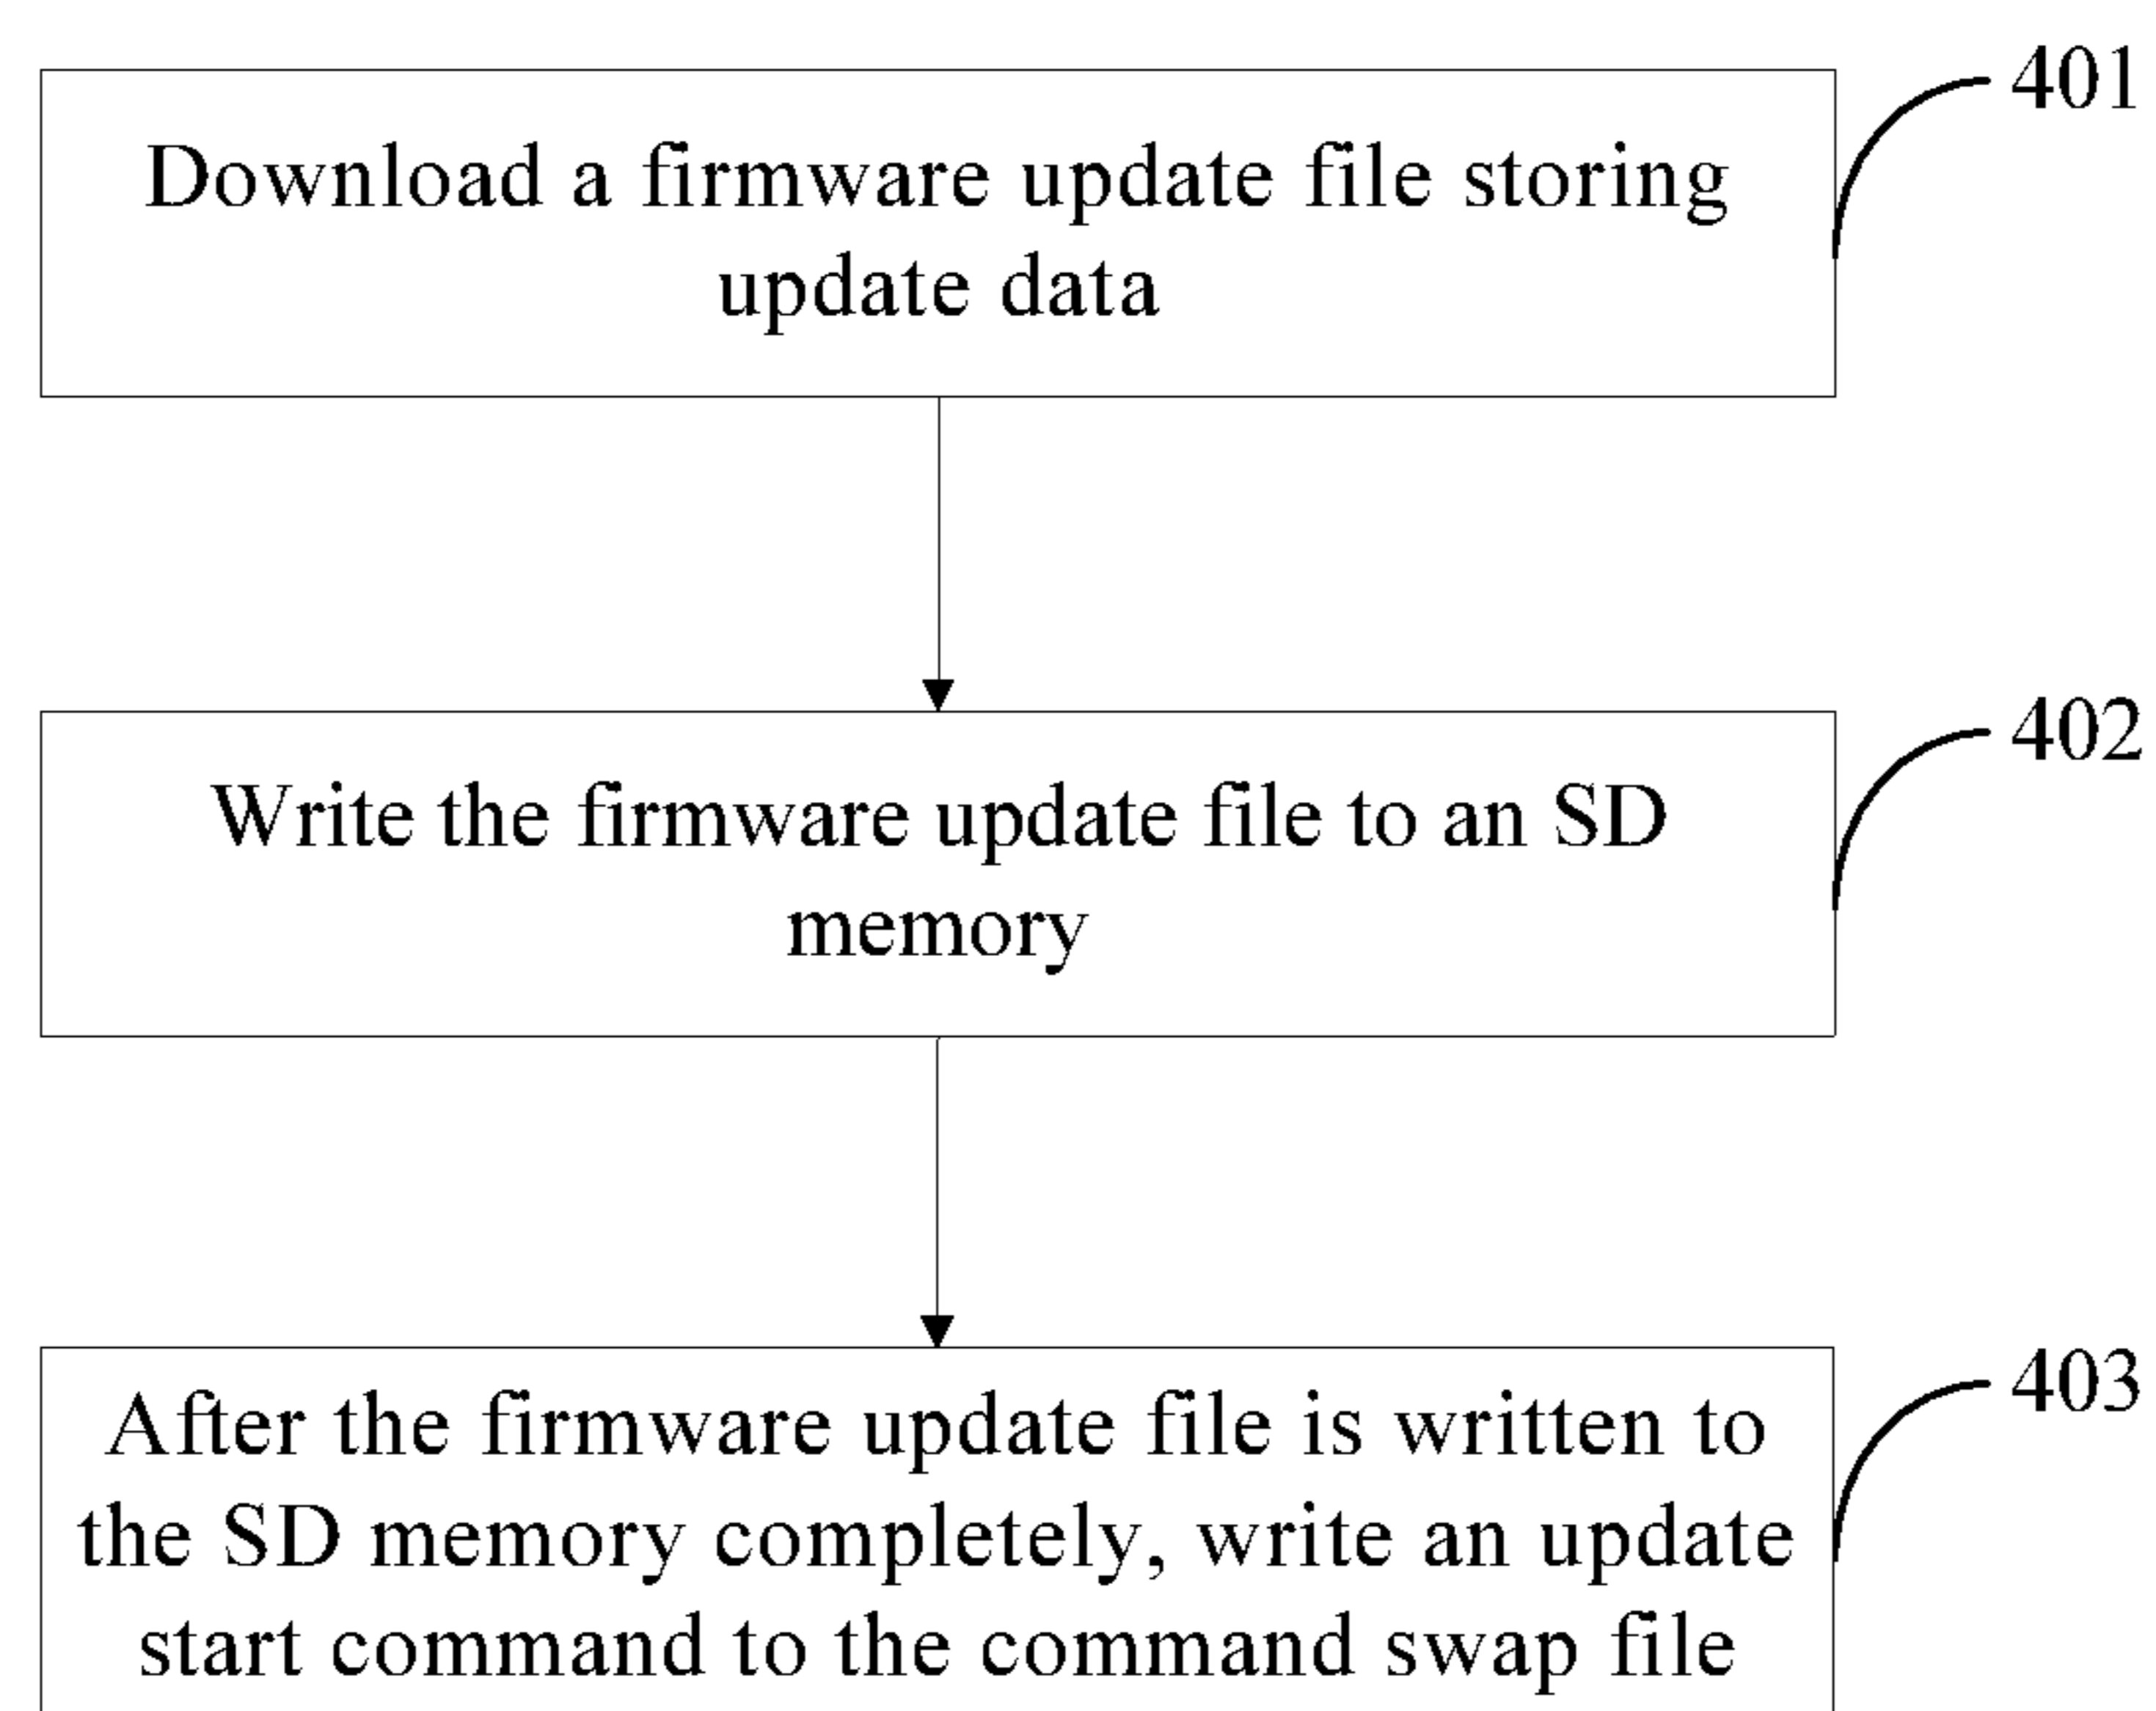 401
Download a firmware update file storing
update data
402
Write the firmware update file to an SD
memory
403
After the firmware update file is written to
the SD memory completely, write an update
start command to the command swap file